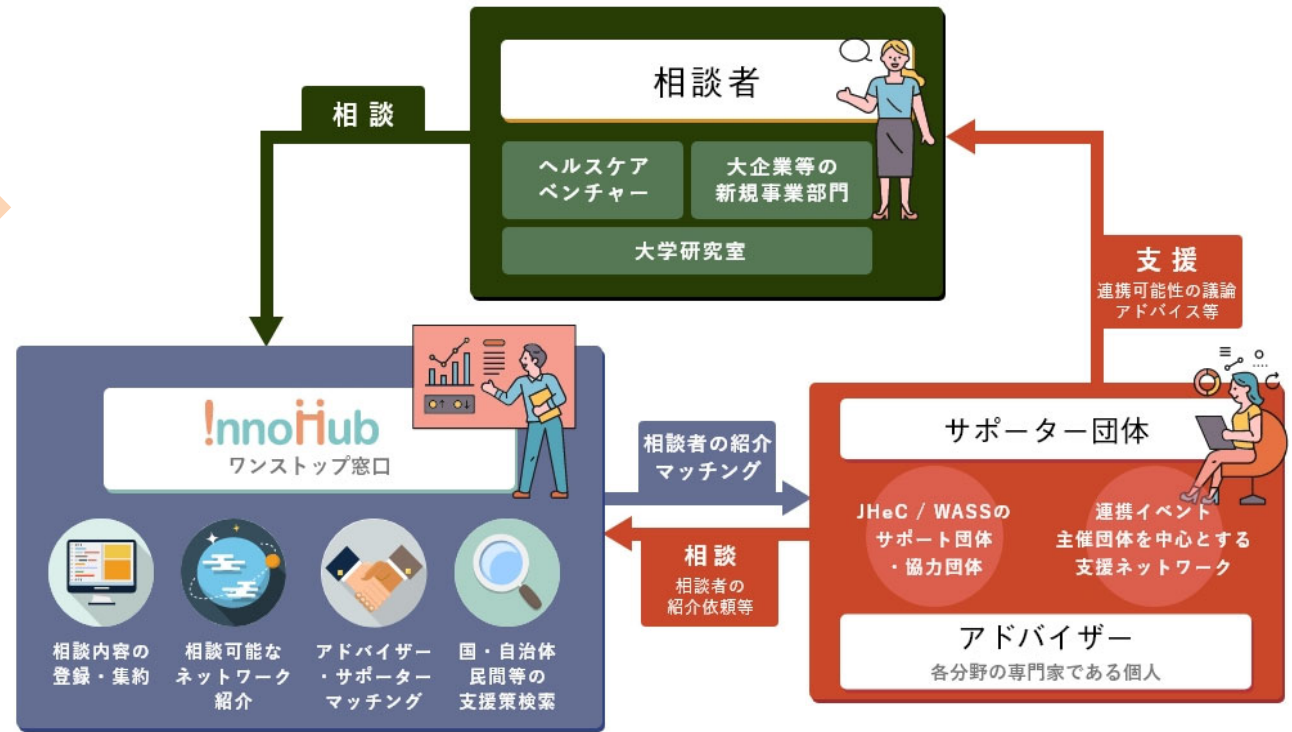 相談者
ヘルスケア
ベンチャー
大企業等の
新規事業部門
大学研究室
相談
支援
連携可能性の議論
アドバイス等
InnoHub
ワンストップ窓口
相談内容の
登録・集約
相談可能な
ネットワーク
紹介
アドバイザー
・サポーター
マッチング
国・自治体
民間等の
支援策検索
相談者の紹介
マッチング
相談
相談者の
紹介依頼等
サポーター団体
JHeC / WASSの
サポート団体
・協力団体
連携イベント
主催団体を中心とする
支援ネットワーク
アドバイザー
各分野の専門家である個人